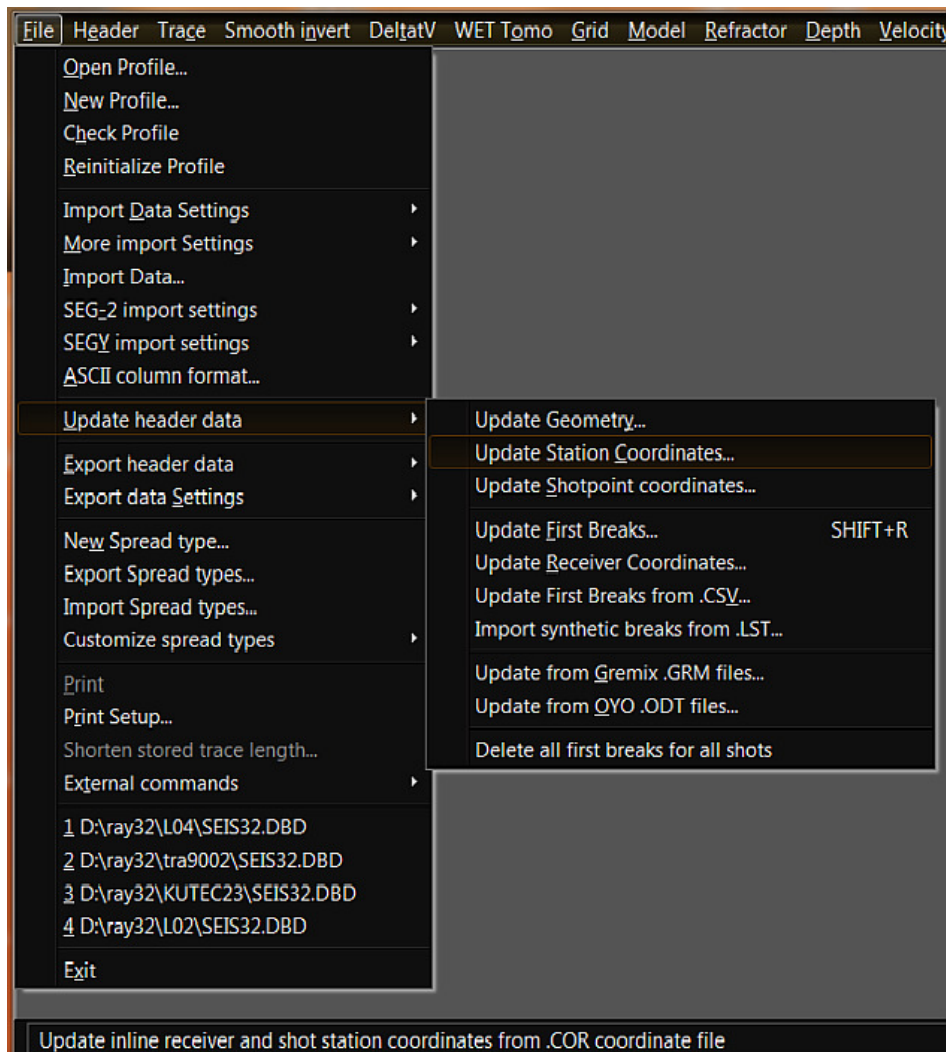 File Header Trace Smooth invert DeltatV WET Tomo Grid Model Refractor Depth Velocity
Open Profile...
New Profile...
Check Profile
Reinitialize Profile
Import Data Settings
More import Settings
Import Data...
SEG-2 import settings
SEGY import settings
ASCII column format...
Update header data
Export header data
Export data Settings
New Spread type...
Export Spread types...
Import Spread types...
Customize spread types
Print
Print Setup...
Shorten stored trace length...
External commands
1 D:\ray32\L04\SEIS32.DBD
2 D:\ray32\tra9002\SEIS32.DBD
3 D:\ray32\KUTEC23\SEIS32.DBD
4 D:\ray32\L02\SEIS32.DBD
Exit
Update Geometry...
Update Station Coordinates...
Update Shotpoint coordinates...
Update First Breaks... SHIFT+R
Update Receiver Coordinates...
Update First Breaks from .CSV...
Import synthetic breaks from .LST...
Update from Gremix .GRM files...
Update from OYO .ODT files...
Delete all first breaks for all shots
Update inline receiver and shot station coordinates from .COR coordinate file